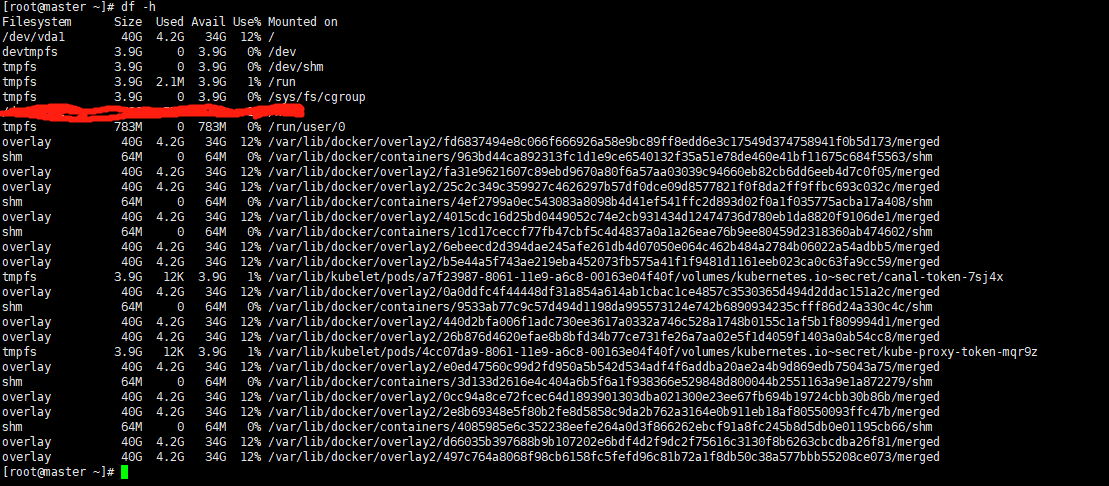 [root@master ~]# df -h
Filesystem Size Used Avail Use% Mounted on
/dev/vda1 40G 4.2G 34G 12% /
devtmpfs 3.9G 0 3.9G 0% /dev
tmpfs 3.9G 0 3.9G 0% /dev/shm
tmpfs 3.9G 2.1M 3.9G 1% /run
tmpfs 3.9G 0 3.9G 0% /sys/fs/cgroup
tmpfs 783M 0 783M 0% /run/user/0
overlay 40G 4.2G 34G 12% /var/lib/docker/overlay2/fd6837494e8c066f666926a58e9bc89ff8edd6e3c17549d374758941f0b5d173/merged
shm 64M 0 64M 0% /var/lib/docker/containers/963bd44ca892313fc1d1e9ce6540132f35a51e78de460e41bf11675c684f5563/shm
overlay 40G 4.2G 34G 12% /var/lib/docker/overlay2/fa31e9621607c89ebd9670a80f6a57aa03039c94660eb82cb6dd6eeb4d7c0f05/merged
overlay 40G 4.2G 34G 12% /var/lib/docker/overlay2/25c2c349c359927c4626297b57df0dce09d8577821f0f8da2ff9ffbc693c032c/merged
shm 64M 0 64M 0% /var/lib/docker/containers/4ef2799a0ec543083a8098b4d41ef541ffc2d893d02f0a1f035775acba17a408/shm
overlay 40G 4.2G 34G 12% /var/lib/docker/overlay2/4015cdc16d25bd0449052c74e2cb931434d12474736d780eb1da8820f9106de1/merged
shm 64M 0 64M 0% /var/lib/docker/containers/1cd17ceccf77fb47cbf5c4d4837a0a1a26eae76b9ee80459d2318360ab474602/shm
overlay 40G 4.2G 34G 12% /var/lib/docker/overlay2/6ebeecd2d394dae245afe261db4d07050e064c462b484a2784b06022a54adbb5/merged
overlay 40G 4.2G 34G 12% /var/lib/docker/overlay2/b5e44a5f743ae219eba452073fb575a41f1f9481d1161eeb023ca0c63fa9cc59/merged
tmpfs 3.9G 12K 3.9G 1% /var/lib/kubelet/pods/a7f23987-8061-11e9-a6c8-00163e04f40f/volumes/kubernetes.io~secret/canal-token-7sj4x
overlay 40G 4.2G 34G 12% /var/lib/docker/overlay2/0a0ddfc4f44448df31a854a614ab1cbac1ce4857c3530365d494d2ddac151a2c/merged
shm 64M 0 64M 0% /var/lib/docker/containers/9533ab77c9c57d494d1198da995573124e742b6890934235cfff86d24a330c4c/shm
overlay 40G 4.2G 34G 12% /var/lib/docker/overlay2/440d2bfa006f1adc730ee3617a0332a746c528a1748b0155c1af5b1f809994d1/merged
overlay 40G 4.2G 34G 12% /var/lib/docker/overlay2/26b876d4620efae8b8bfd34b77ce731fe26a7aa02e5f1d4059f1403a0ab54cc8/merged
tmpfs 3.9G 12K 3.9G 1% /var/lib/kubelet/pods/4cc07da9-8061-11e9-a6c8-00163e04f40f/volumes/kubernetes.io~secret/kube-proxy-token-mqr9z
overlay 40G 4.2G 34G 12% /var/lib/docker/overlay2/e0ed47560c99d2fd950a5b542d534adf4f6addba20ae2a4b9d869edb75043a75/merged
shm 64M 0 64M 0% /var/lib/docker/containers/3d133d2616e4c404a6b5f6a1f938366e529848d800044b2551163a9e1a872279/shm
overlay 40G 4.2G 34G 12% /var/lib/docker/overlay2/0cc94a8ce72fcec64d1893901303dba021300e23ee67fb694b19724cbb30b86b/merged
overlay 40G 4.2G 34G 12% /var/lib/docker/overlay2/2e8b69348e5f80b2fe8d5858c9da2b762a3164e0b911eb18af80550093ffc47b/merged
shm 64M 0 64M 0% /var/lib/docker/containers/4085985e6c352238eefe264a0d3f866262ebcf91a8fc245b8d5db0e01195cb66/shm
overlay 40G 4.2G 34G 12% /var/lib/docker/overlay2/d66035b397688b9b107202e6bdf4d2f9dc2f75616c3130f8b6263cbcdba26f81/merged
overlay 40G 4.2G 34G 12% /var/lib/docker/overlay2/497c764a8068f98cb6158fc5fefd96c81b72a1f8db50c38a577bbb55208ce073/merged
[root@master ~]#